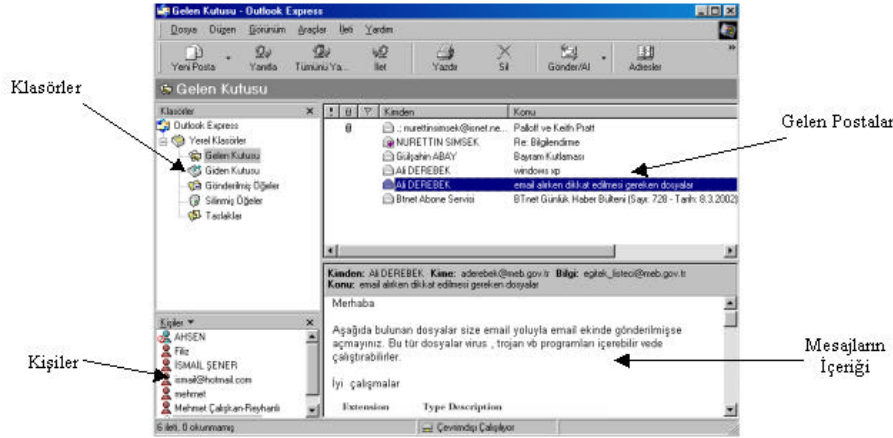 Gelen Kutusu - Outlook Express
Dosya Düzen Görünüm Araçlar İleti Yardım
Yeni Posta Yanıtla Tümünü Ya... İlet Yazdır Sil Gönder/Al Adresler »
Gelen Kutusu
Klasörler
Klasörler
Outlook Express
Yerel Klasörler
Gelen Kutusu
Giden Kutusu
Gönderilmiş Öğeler
Silinmiş Öğeler
Taslaklar
! Kimden Konu
.; nurettinsimsek@isnet.ne... Palloff ve Keith Pratt
NURETTIN SIMSEK Re: Bilgilendirme
Gülşahin ABAY Bayram Kutlaması
Ali DEREBEK windows xp
Ali DEREBEK email alırken dikkat edilmesi gereken dosyalar
Btnet Abone Servisi BTnet Günlük Haber Bülteni (Sayı: 728 - Tarih: 8.3.2002)
Gelen Postalar
Kimden: Ali DEREBEK Kime: aderebek@meb.gov.tr Bilgi: egitek_listeci@meb.gov.tr
Konu: email alırken dikkat edilmesi gereken dosyalar
Merhaba
Aşağıda bulunan dosyalar size email yoluyla email ekinde gönderilmişse
açmayınız. Bu tür dosyalar virus , trojan vb programları içerebilir vede
çalıştırabilirler.
İyi çalışmalar
Extension Type Description
Mesajların
İçeriği
Kişiler
Kişiler
AHSEN
Filiz
İSMAİL ŞENER
ismail@hotmail.com
mehmet
Mehmet Çalışkan-Reyhanlı
6 ileti, 0 okunmamış Çevrimdışı Çalışılıyor